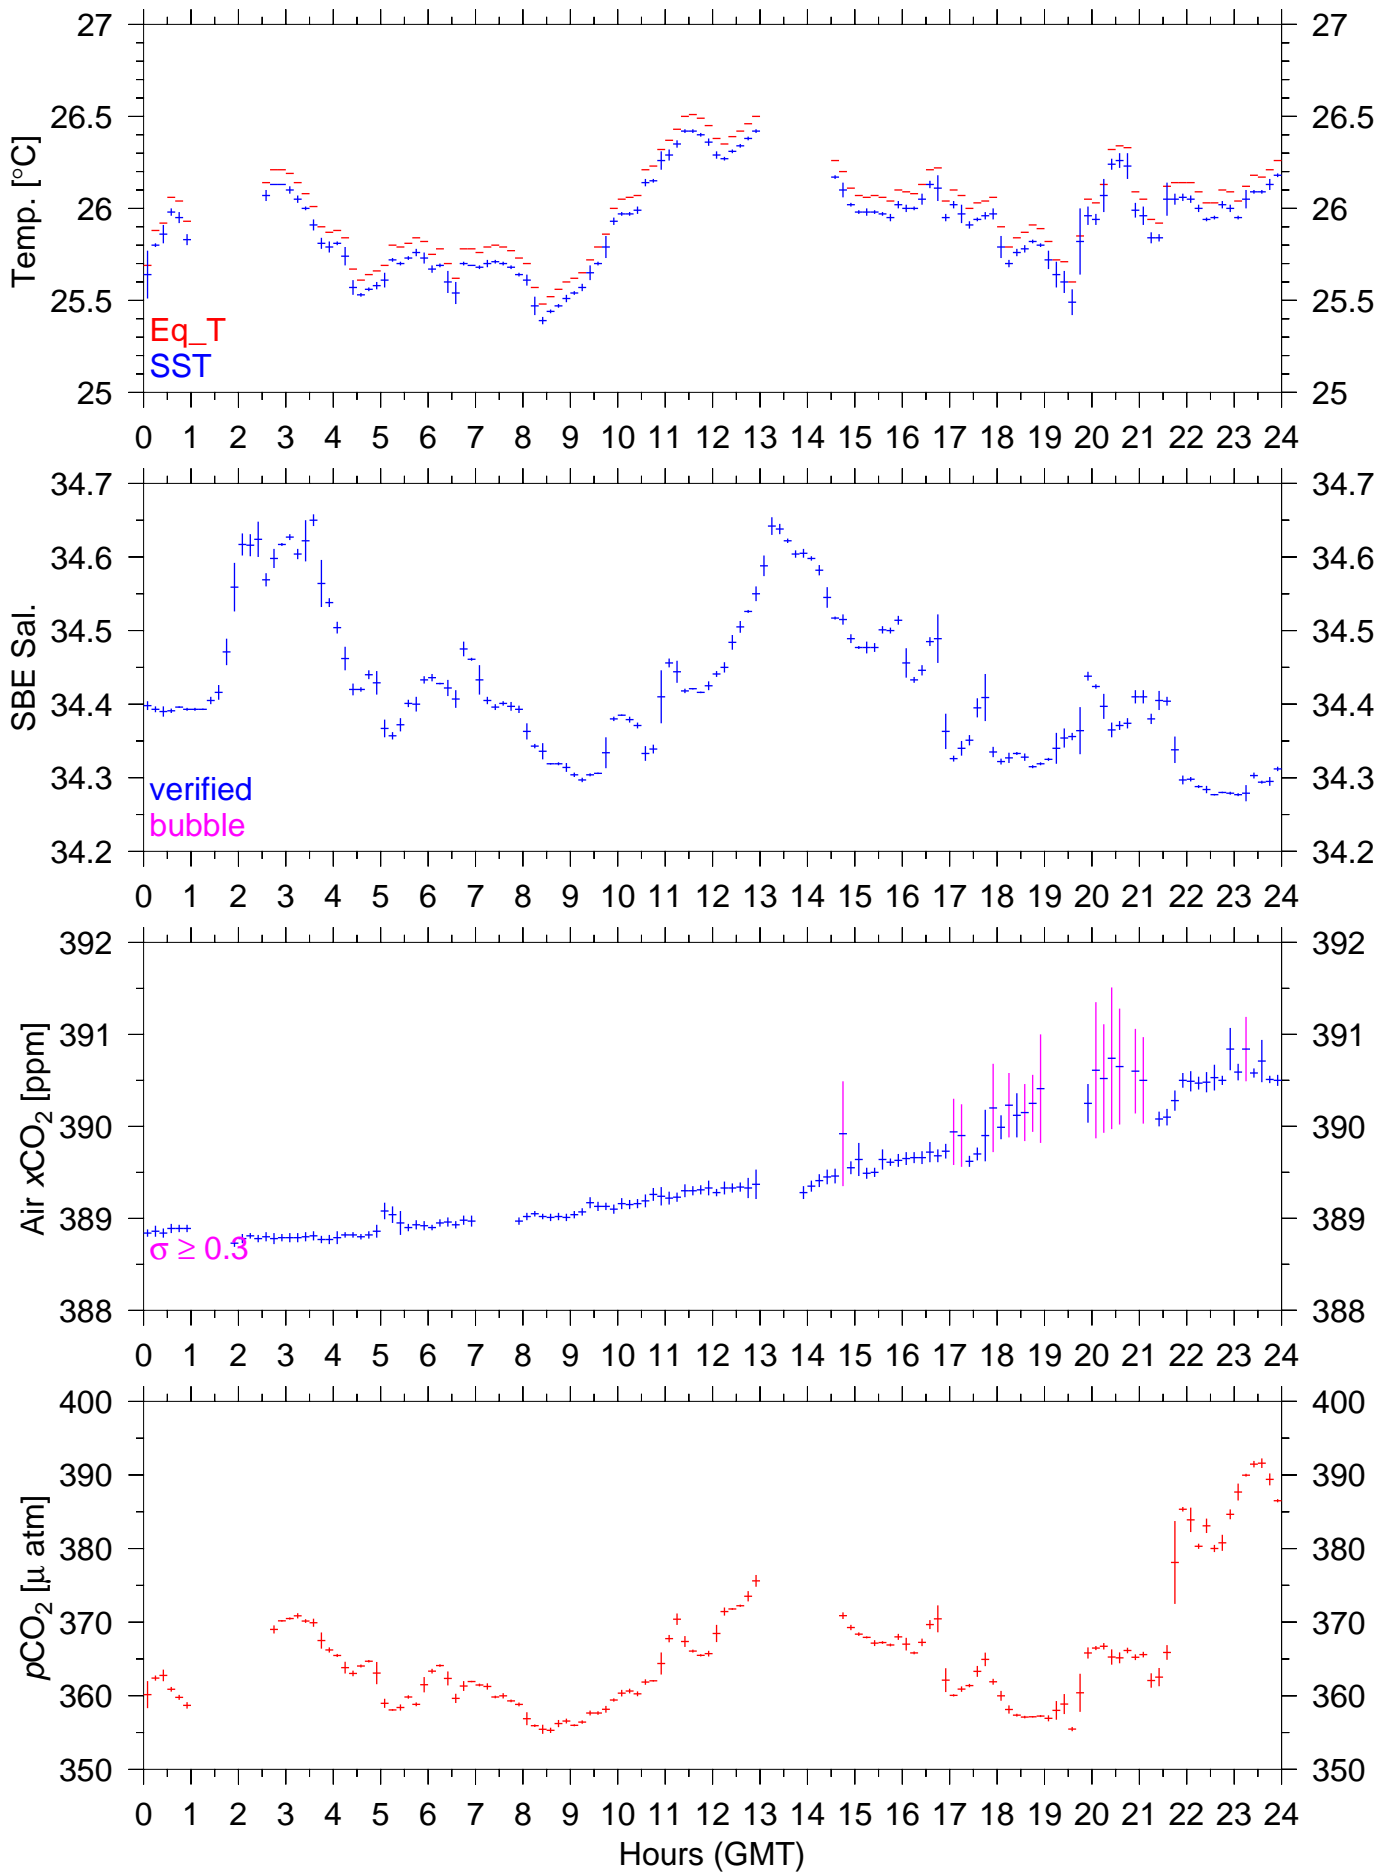 27 27
26.5 26.5
26 26
25.5 25.5
25 25
Temp. [°C]
Eq_T
SST
0 1 2 3 4 5 6 7 8 9 10 11 12 13 14 15 16 17 18 19 20 21 22 23 24
34.7 34.7
34.6 34.6
34.5 34.5
34.4 34.4
34.3 34.3
34.2 34.2
SBE Sal.
verified
bubble
0 1 2 3 4 5 6 7 8 9 10 11 12 13 14 15 16 17 18 19 20 21 22 23 24
392 392
391 391
390 390
389 389
388 388
Air xCO₂ [ppm]
σ ≥ 0.3
0 1 2 3 4 5 6 7 8 9 10 11 12 13 14 15 16 17 18 19 20 21 22 23 24
400 400
390 390
380 380
370 370
360 360
350 350
pCO₂ [μ atm]
0 1 2 3 4 5 6 7 8 9 10 11 12 13 14 15 16 17 18 19 20 21 22 23 24
Hours (GMT)